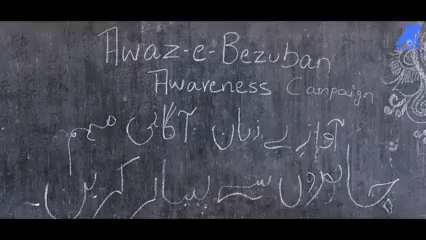 Awaz-e-Bezuban
Awareness Campaign
آوازِ بے زبان آگاہی مہم
جانوروں سے پیار کریں۔